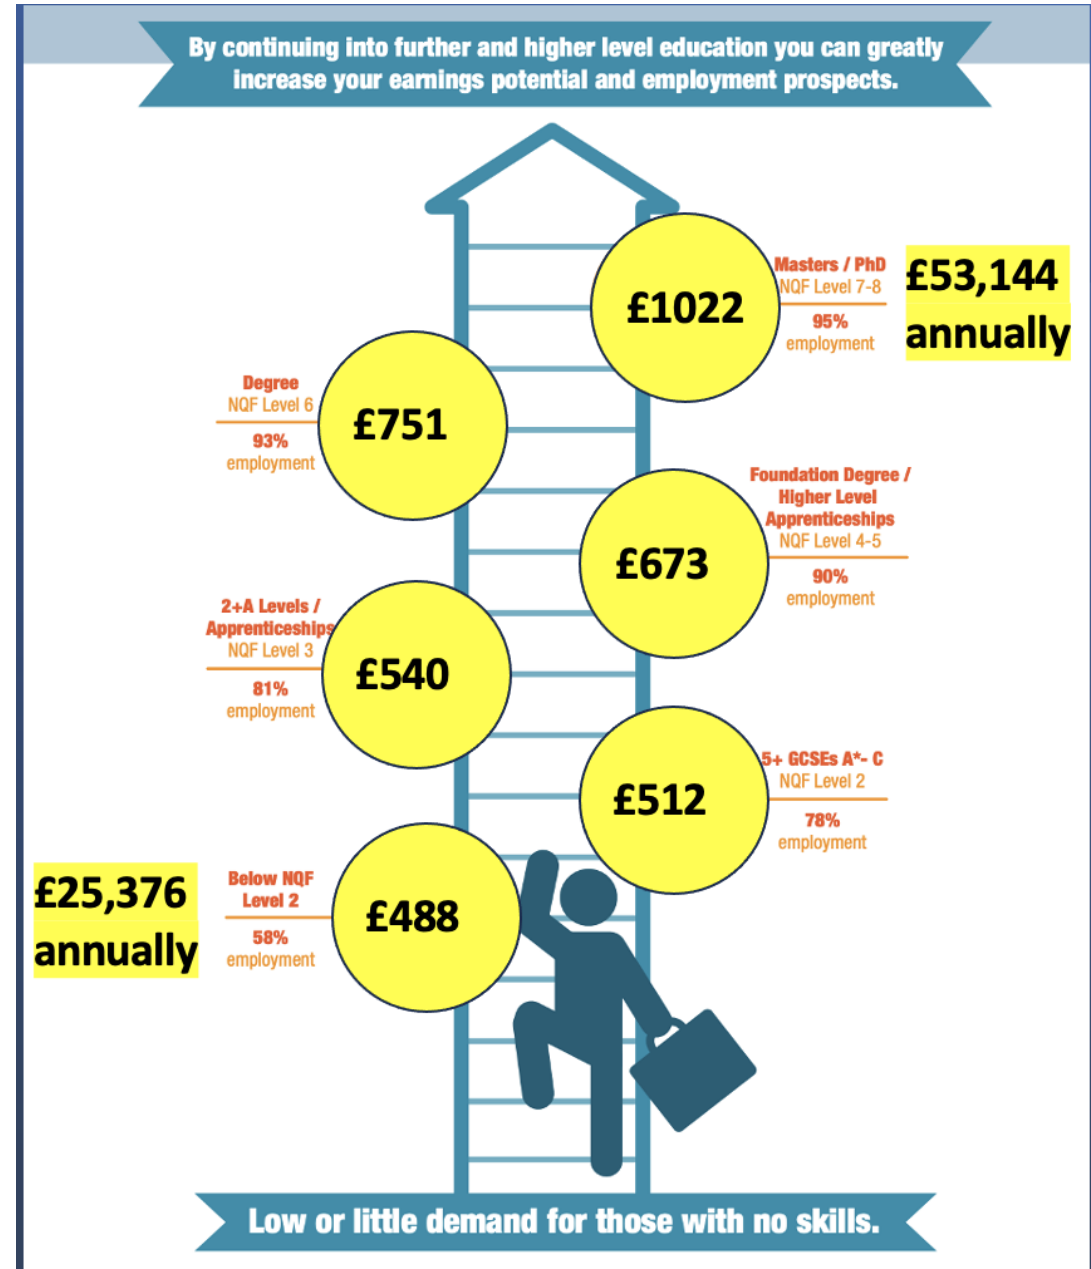 By continuing into further and higher level education you can greatly
increase your earnings potential and employment prospects.
Masters / PhD
NQF Level 7-8
95%
employment
£1022
£53,144
annually
Degree
NQF Level 6
93%
employment
£751
Foundation Degree /
Higher Level
Apprenticeships
NQF Level 4-5
90%
employment
£673
2+A Levels /
Apprenticeships
NQF Level 3
81%
employment
£540
5+ GCSEs A*- C
NQF Level 2
78%
employment
£512
£25,376
annually
Below NQF
Level 2
58%
employment
£488
Low or little demand for those with no skills.